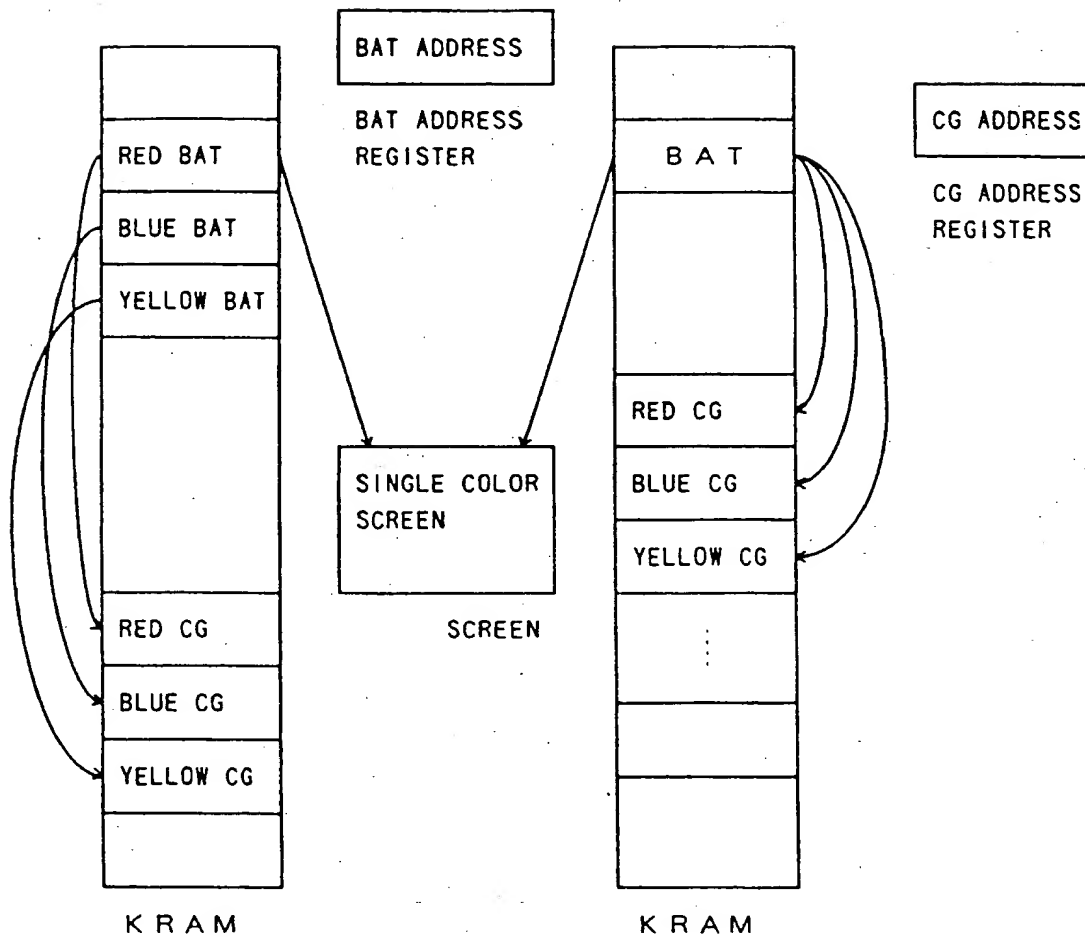 BAT ADDRESS
BAT ADDRESS
REGISTER
RED BAT
BLUE BAT
YELLOW BAT
RED CG
BLUE CG
YELLOW CG
KRAM
SINGLE COLOR
SCREEN
SCREEN
BAT
RED CG
BLUE CG
YELLOW CG
KRAM
CG ADDRESS
CG ADDRESS
REGISTER